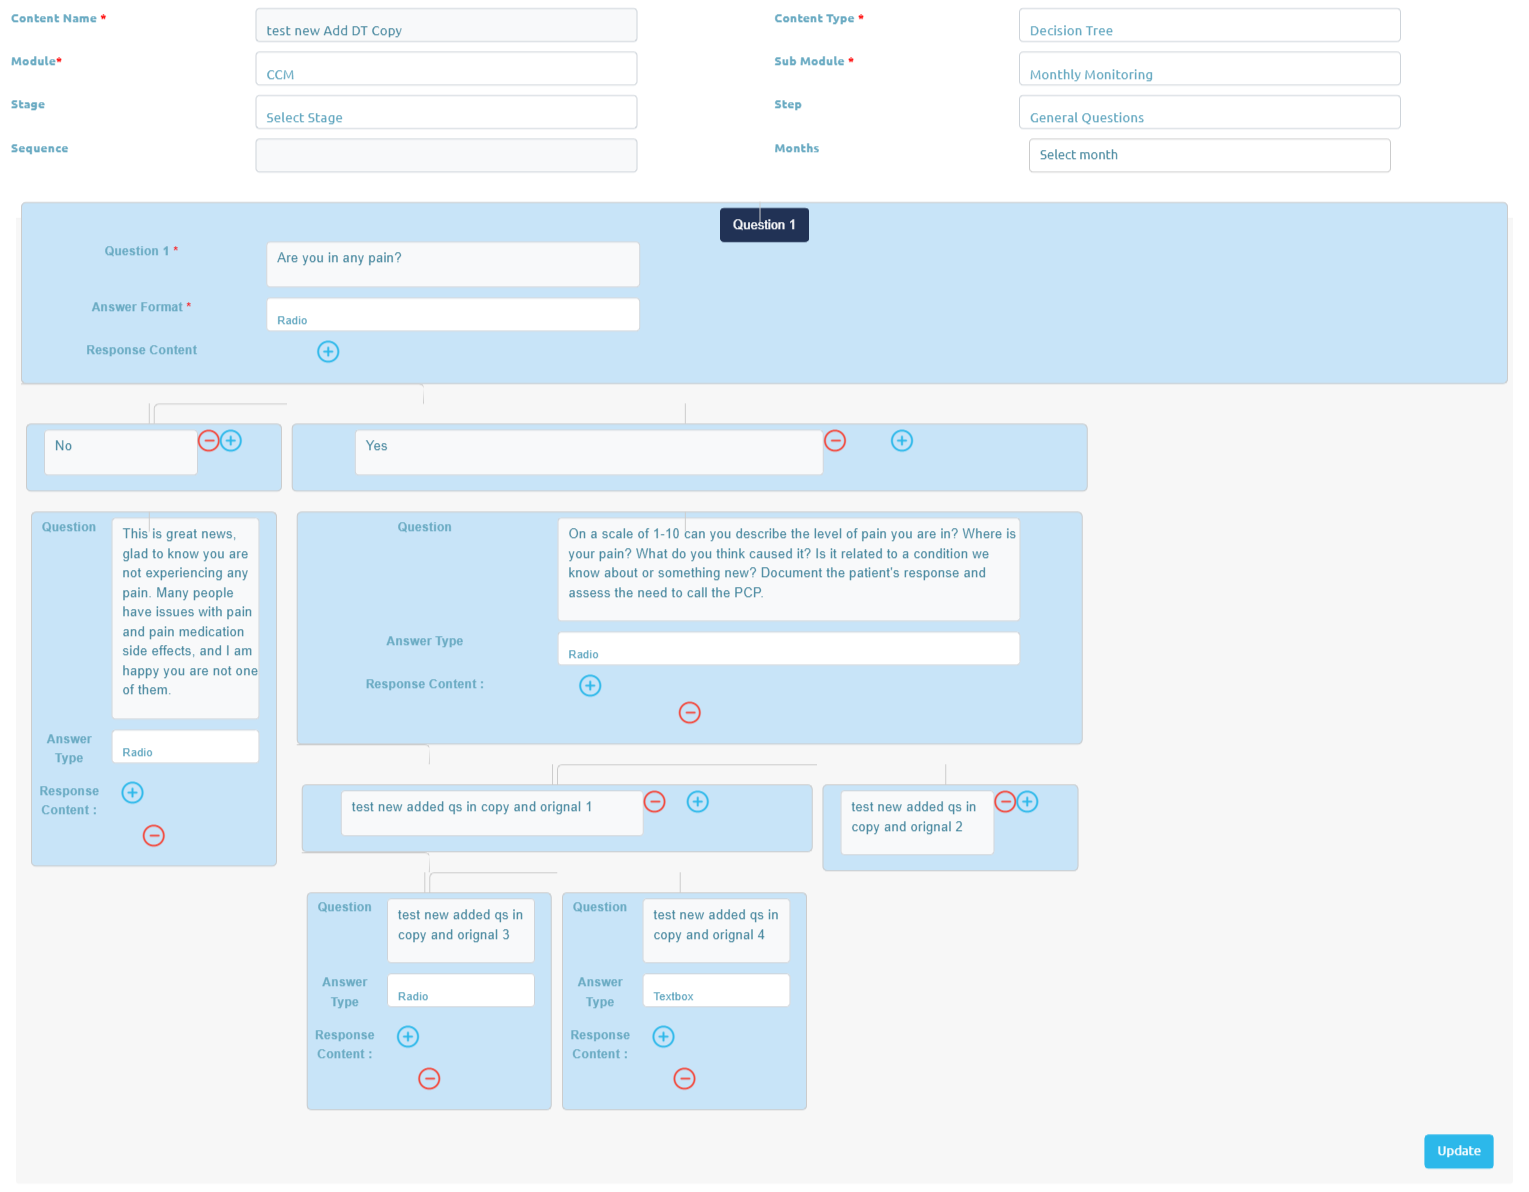 Content Name *
test new Add DT Copy
Content Type *
Decision Tree
Module*
CCM
Sub Module *
Monthly Monitoring
Stage
Select Stage
Step
General Questions
Sequence
Months
Select month
Question 1
Question 1 *
Are you in any pain?
Answer Format *
Radio
Response Content
No
Yes
Question
This is great news,
glad to know you are
not experiencing any
pain. Many people
have issues with pain
and pain medication
side effects, and I am
happy you are not one
of them.
Answer
Type
Radio
Response
Content :
Question
On a scale of 1-10 can you describe the level of pain you are in? Where is
your pain? What do you think caused it? Is it related to a condition we
know about or something new? Document the patient's response and
assess the need to call the PCP.
Answer Type
Radio
Response Content :
test new added qs in copy and orignal 1
test new added qs in
copy and orignal 2
Question
test new added qs in
copy and orignal 3
Answer
Type
Radio
Response
Content :
Question
test new added qs in
copy and orignal 4
Answer
Type
Textbox
Response
Content :
Update